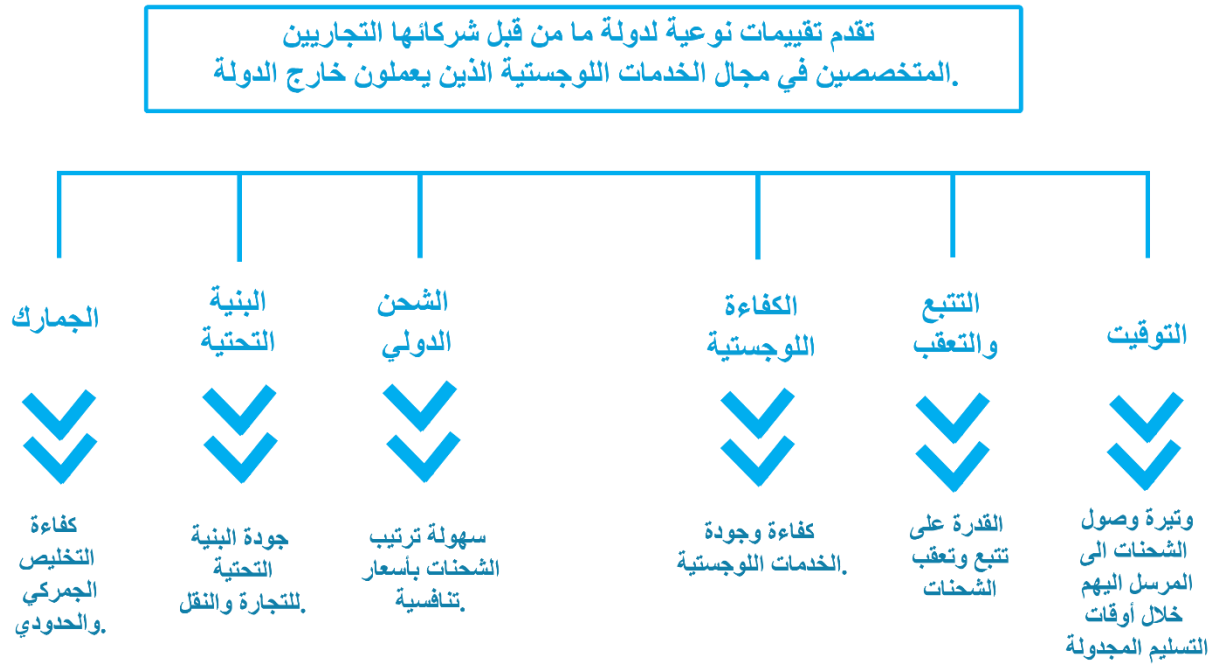 تقدم تقييمات نوعية لدولة ما من قبل شركائها التجاريين
المتخصصين في مجال الخدمات اللوجستية الذين يعملون خارج الدولة.
التوقيت
وتيرة وصول
الشحنات الى
المرسل اليهم
خلال أوقات
التسليم المجدولة
التتبع
والتعقب
القدرة على
تتبع وتعقب
الشحنات
الكفاءة
اللوجستية
كفاءة وجودة
الخدمات اللوجستية.
الشحن
الدولي
سهولة ترتيب
الشحنات بأسعار
تنافسية.
البنية
التحتية
جودة البنية
التحتية
للتجارة والنقل.
الجمارك
كفاءة
التخليص
الجمركي
والحدودي.